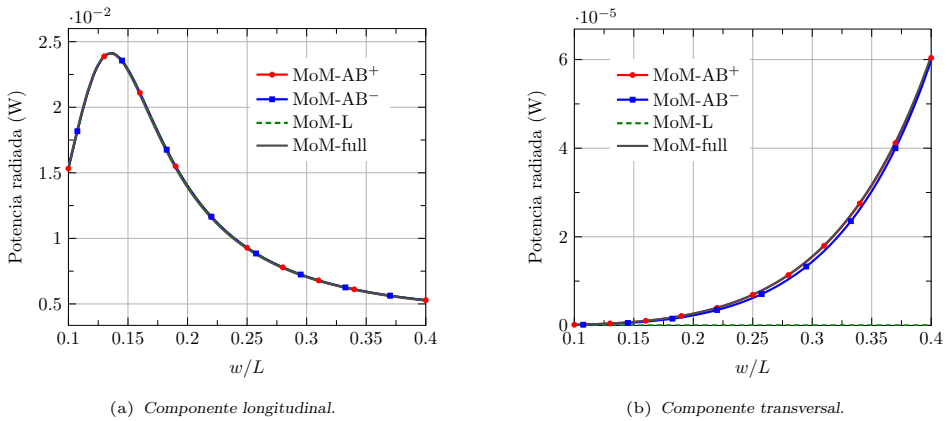 ·10⁻²
2.5
2
1.5
1
0.5
Potencia radiada (W)
MoM-AB⁺
MoM-AB⁻
MoM-L
MoM-full
0.1 0.15 0.2 0.25 0.3 0.35 0.4
w/L
(a) Componente longitudinal.
·10⁻⁵
6
4
2
0
Potencia radiada (W)
MoM-AB⁺
MoM-AB⁻
MoM-L
MoM-full
0.1 0.15 0.2 0.25 0.3 0.35 0.4
w/L
(b) Componente transversal.